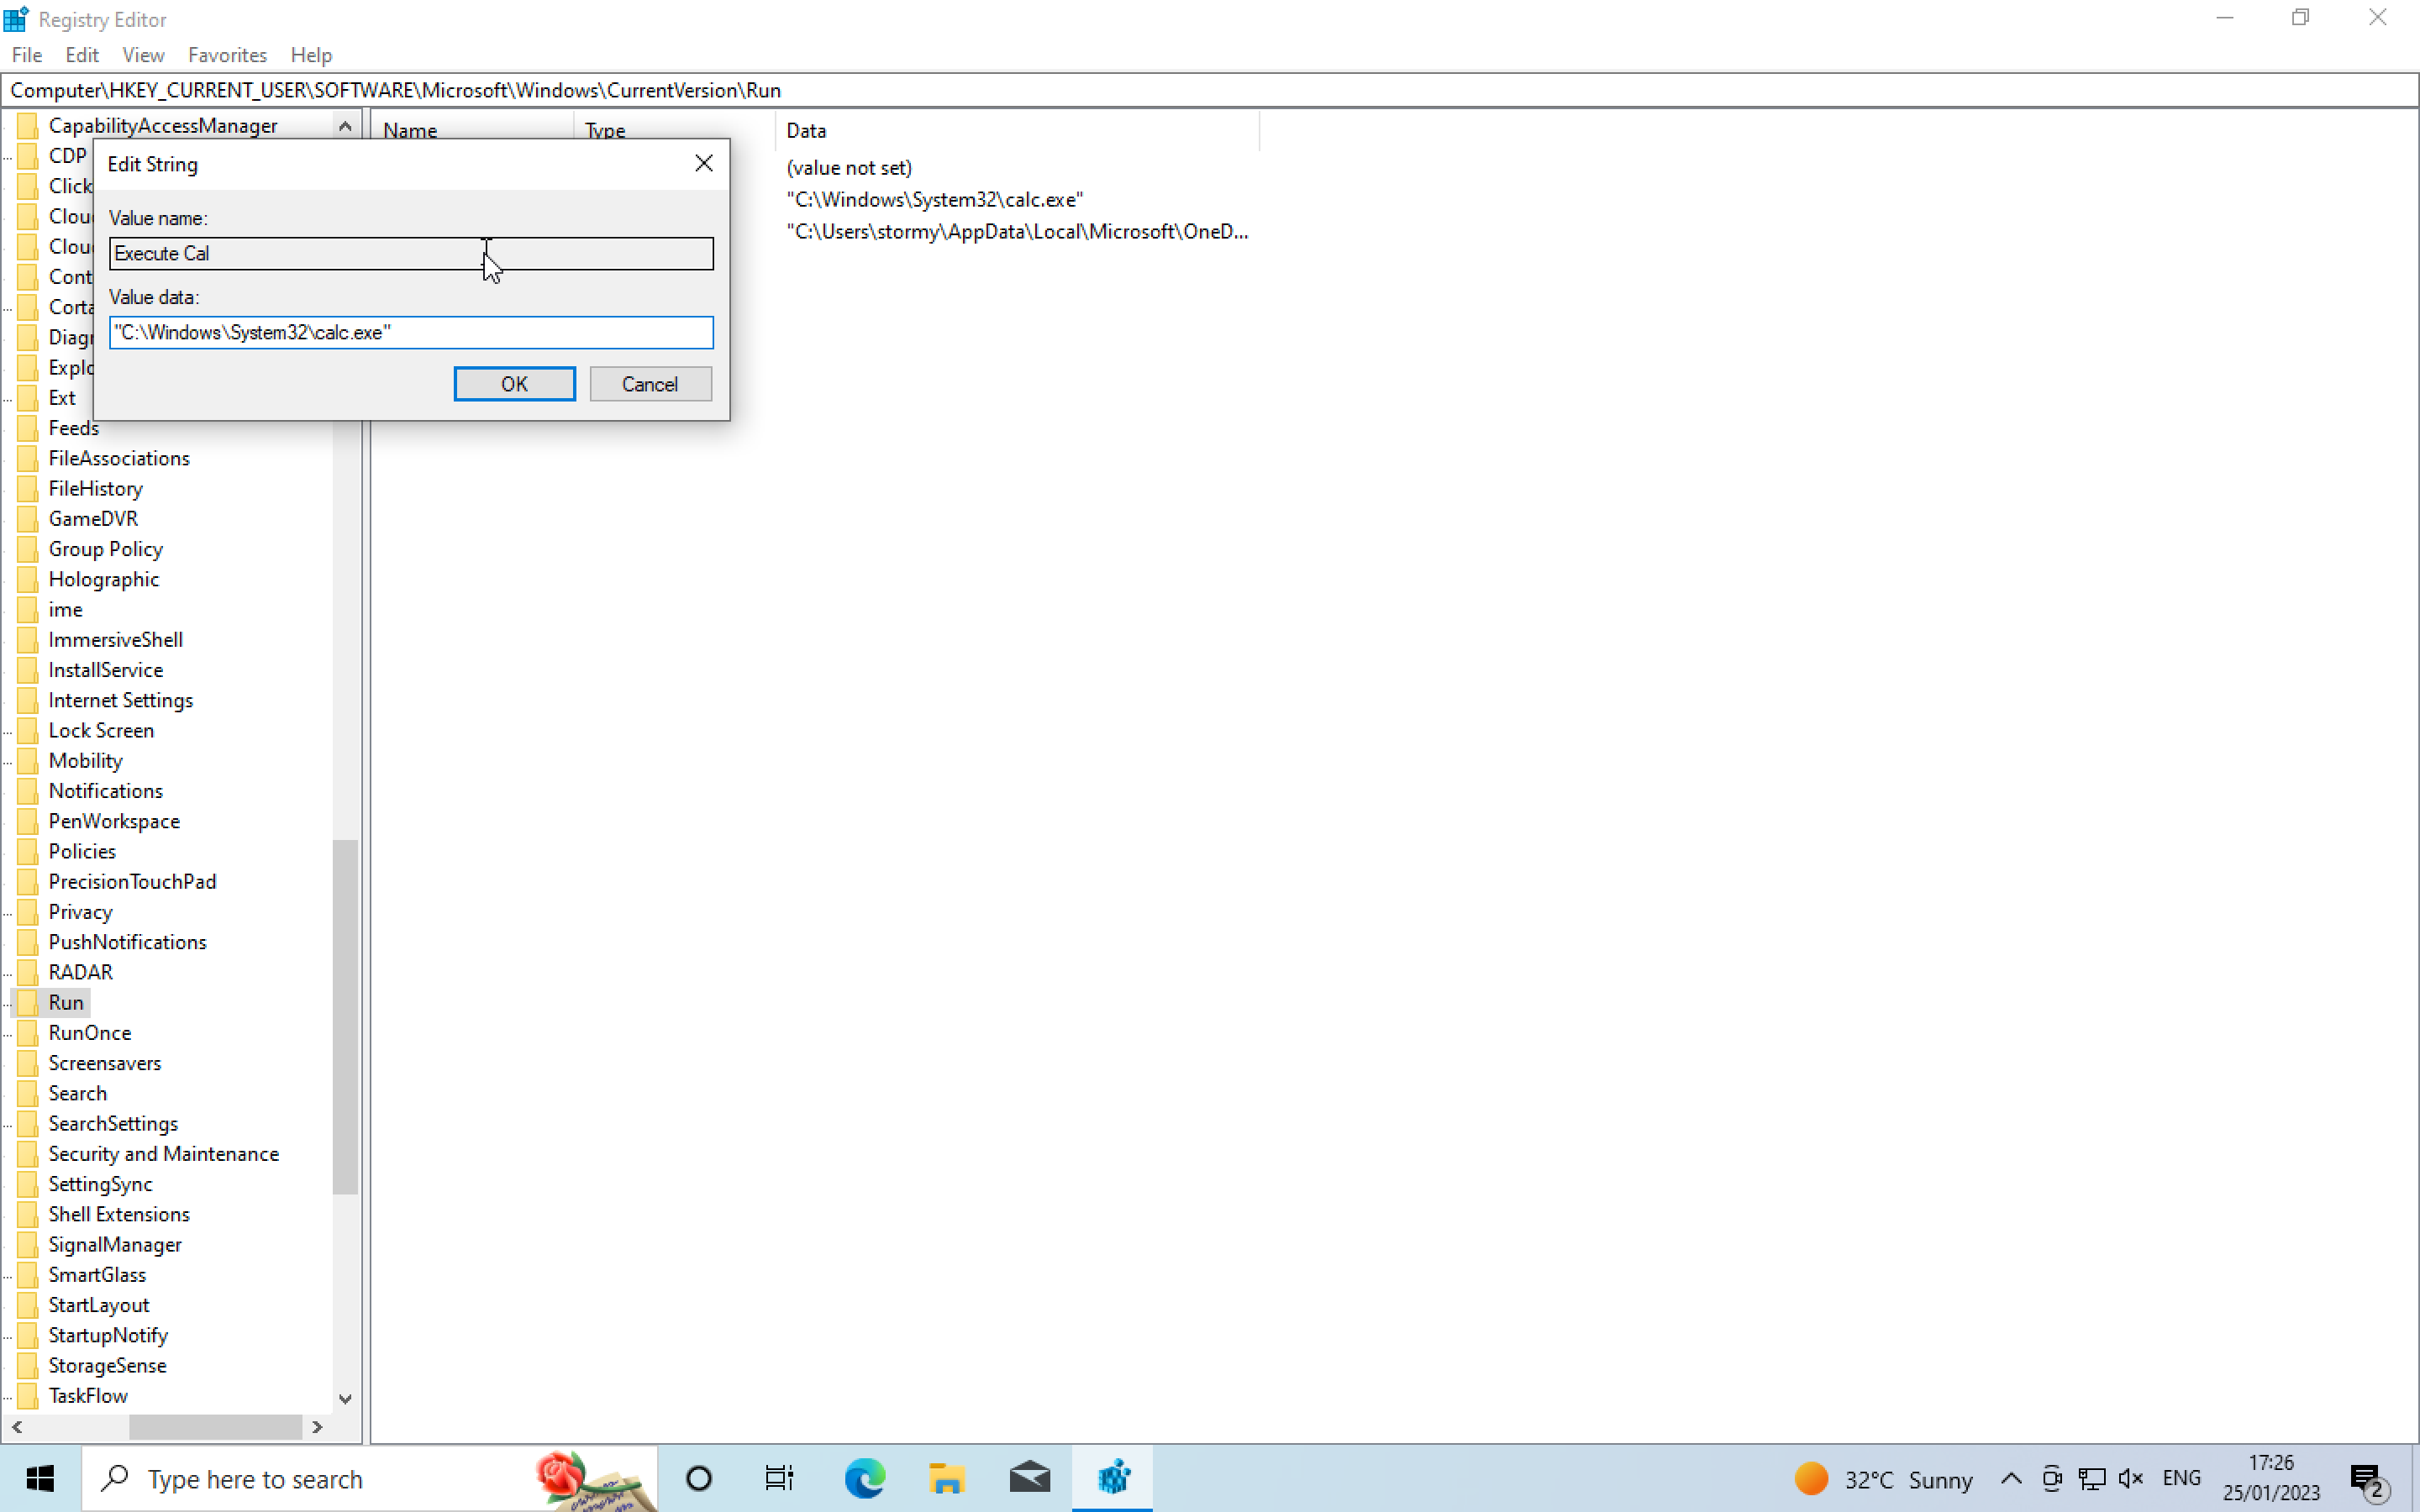 Registry Editor
File Edit View Favorites Help
Computer\HKEY_CURRENT_USER\SOFTWARE\Microsoft\Windows\CurrentVersion\Run
CapabilityAccessManager
CDP
Click
Clou
Clou
Cont
Corta
Diagr
Explo
Ext
Feeds
FileAssociations
FileHistory
GameDVR
Group Policy
Holographic
ime
ImmersiveShell
InstallService
Internet Settings
Lock Screen
Mobility
Notifications
PenWorkspace
Policies
PrecisionTouchPad
Privacy
PushNotifications
RADAR
Run
RunOnce
Screensavers
Search
SearchSettings
Security and Maintenance
SettingSync
Shell Extensions
SignalManager
SmartGlass
StartLayout
StartupNotify
StorageSense
TaskFlow
Name Type Data
(value not set)
"C:\Windows\System32\calc.exe"
"C:\Users\stormy\AppData\Local\Microsoft\OneD...
Edit String
Value name:
Execute Cal
Value data:
"C:\Windows\System32\calc.exe"
OK Cancel
Type here to search
32°C Sunny
ENG
17:26
25/01/2023
2